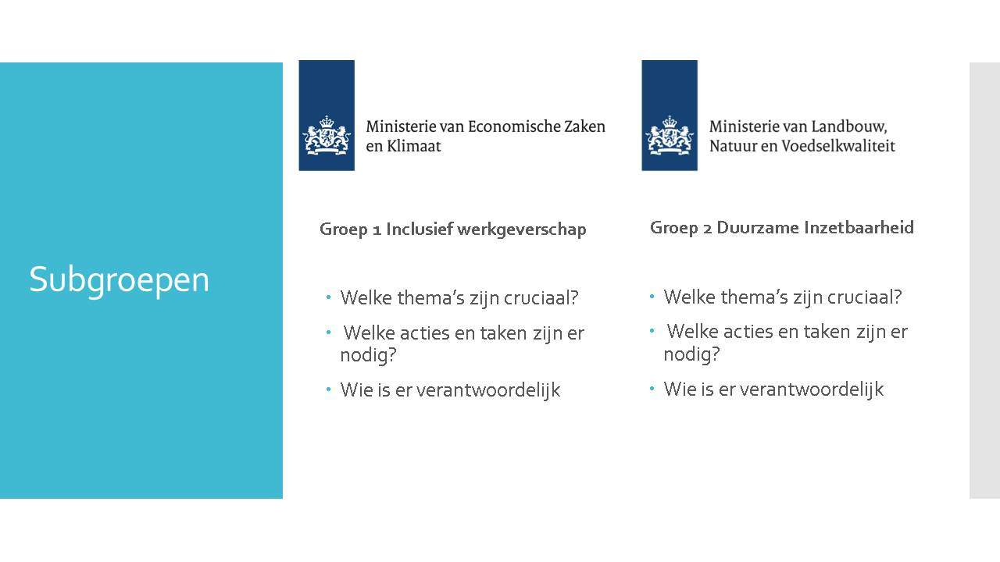 Subgroepen
Ministerie van Economische Zaken
en Klimaat
Groep 1 Inclusief werkgeverschap
• Welke thema’s zijn cruciaal?
• Welke acties en taken zijn er
nodig?
• Wie is er verantwoordelijk
Ministerie van Landbouw,
Natuur en Voedselkwaliteit
Groep 2 Duurzame Inzetbaarheid
• Welke thema’s zijn cruciaal?
• Welke acties en taken zijn er
nodig?
• Wie is er verantwoordelijk